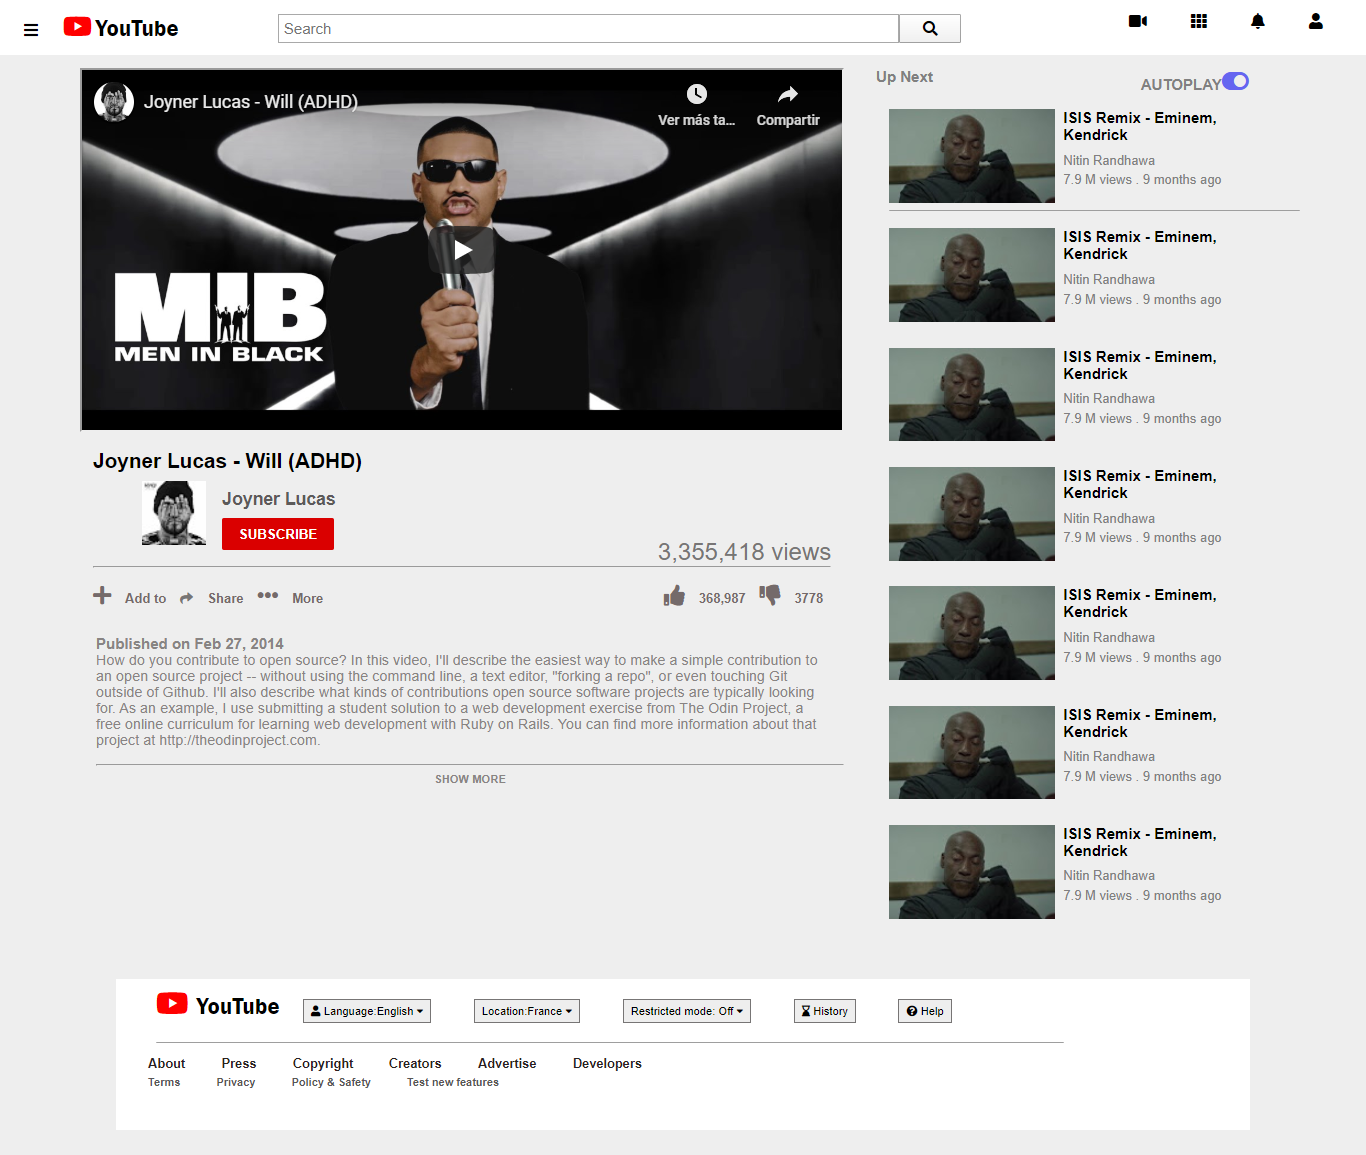 YouTube
Search
Joyner Lucas - Will (ADHD)
Ver más ta...
Compartir
MIB
MEN IN BLACK
Joyner Lucas - Will (ADHD)
Joyner Lucas
SUBSCRIBE
3,355,418 views
Add to
Share
More
368,987
3778
Published on Feb 27, 2014
How do you contribute to open source? In this video, I'll describe the easiest way to make a simple contribution to
an open source project -- without using the command line, a text editor, "forking a repo", or even touching Git
outside of Github. I'll also describe what kinds of contributions open source software projects are typically looking
for. As an example, I use submitting a student solution to a web development exercise from The Odin Project, a
free online curriculum for learning web development with Ruby on Rails. You can find more information about that
project at http://theodinproject.com.
SHOW MORE
Up Next
AUTOPLAY
ISIS Remix - Eminem,
Kendrick
Nitin Randhawa
7.9 M views . 9 months ago
ISIS Remix - Eminem,
Kendrick
Nitin Randhawa
7.9 M views . 9 months ago
ISIS Remix - Eminem,
Kendrick
Nitin Randhawa
7.9 M views . 9 months ago
ISIS Remix - Eminem,
Kendrick
Nitin Randhawa
7.9 M views . 9 months ago
ISIS Remix - Eminem,
Kendrick
Nitin Randhawa
7.9 M views . 9 months ago
ISIS Remix - Eminem,
Kendrick
Nitin Randhawa
7.9 M views . 9 months ago
ISIS Remix - Eminem,
Kendrick
Nitin Randhawa
7.9 M views . 9 months ago
YouTube
Language:English
Location:France
Restricted mode: Off
History
Help
About Press Copyright Creators Advertise Developers
Terms Privacy Policy & Safety Test new features